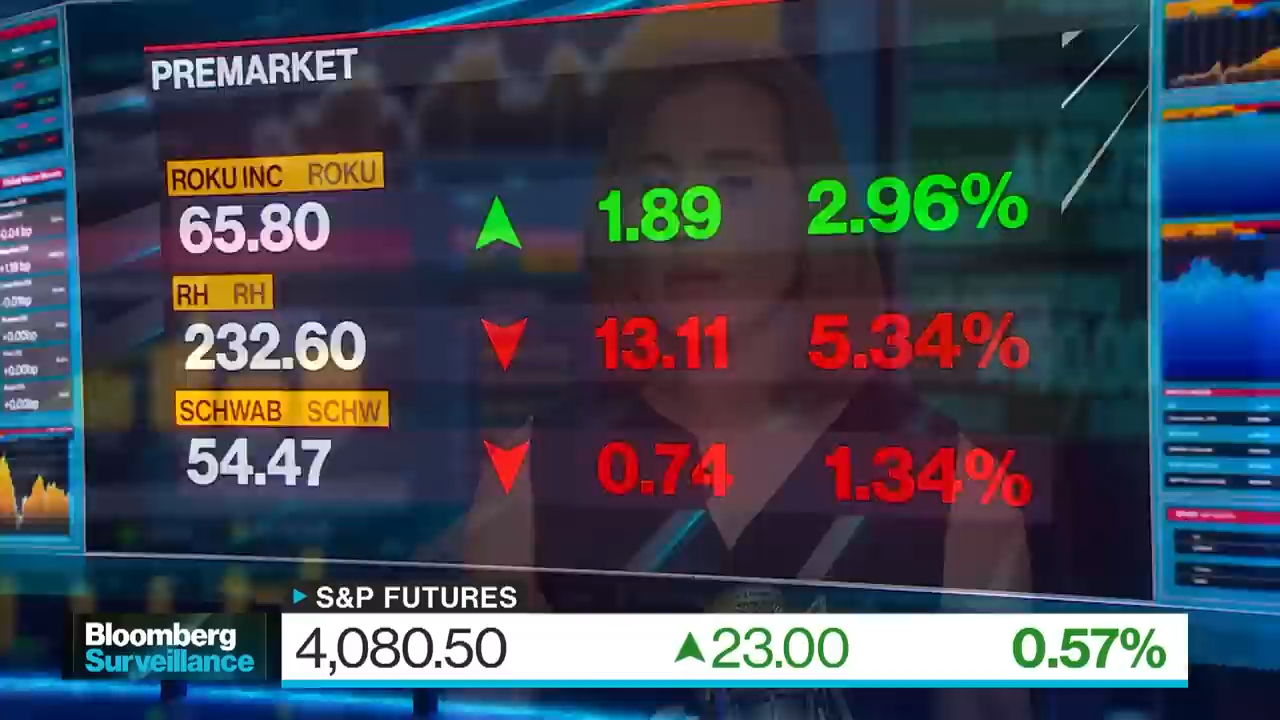 PREMARKET
ROKU INC ROKU
65.80 ▲ 1.89 2.96%
RH RH
232.60 ▼ 13.11 5.34%
SCHWAB SCHW
54.47 ▼ 0.74 1.34%
S&P FUTURES
Bloomberg
Surveillance
4,080.50 ▲23.00 0.57%